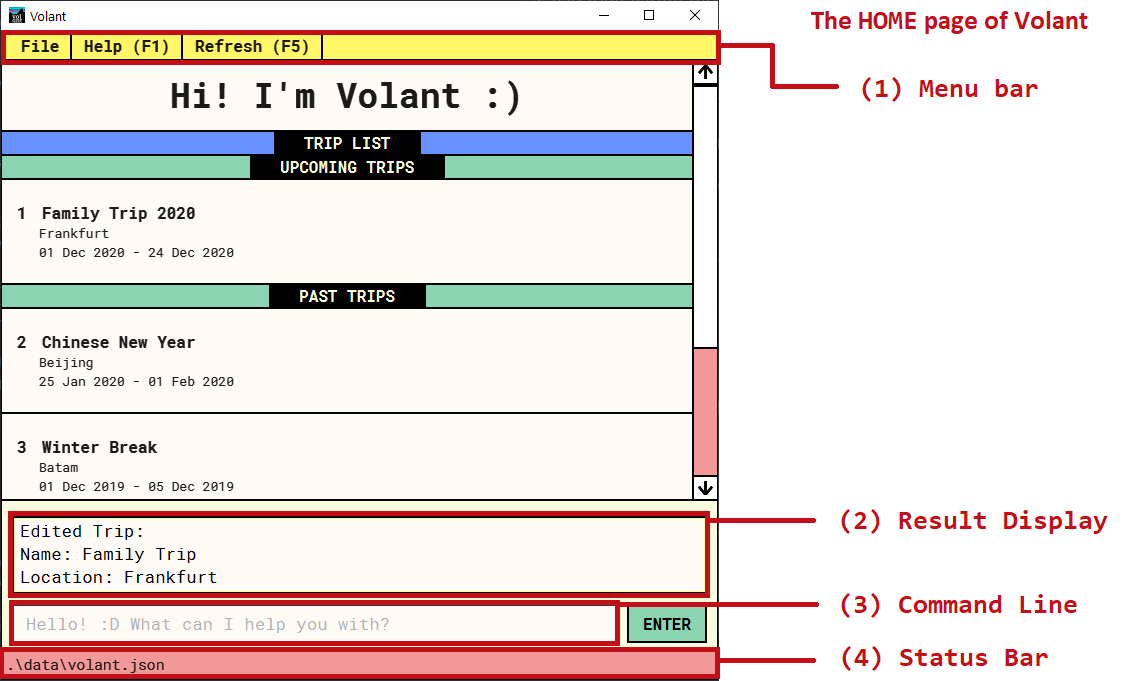 Volant
The HOME page of Volant
File Help (F1) Refresh (F5)
(1) Menu bar
Hi! I'm Volant :)
TRIP LIST
UPCOMING TRIPS
1 Family Trip 2020
Frankfurt
01 Dec 2020 - 24 Dec 2020
PAST TRIPS
2 Chinese New Year
Beijing
25 Jan 2020 - 01 Feb 2020
3 Winter Break
Batam
01 Dec 2019 - 05 Dec 2019
Edited Trip:
Name: Family Trip
Location: Frankfurt
(2) Result Display
Hello! :D What can I help you with?
ENTER
(3) Command Line
.\data\volant.json
(4) Status Bar